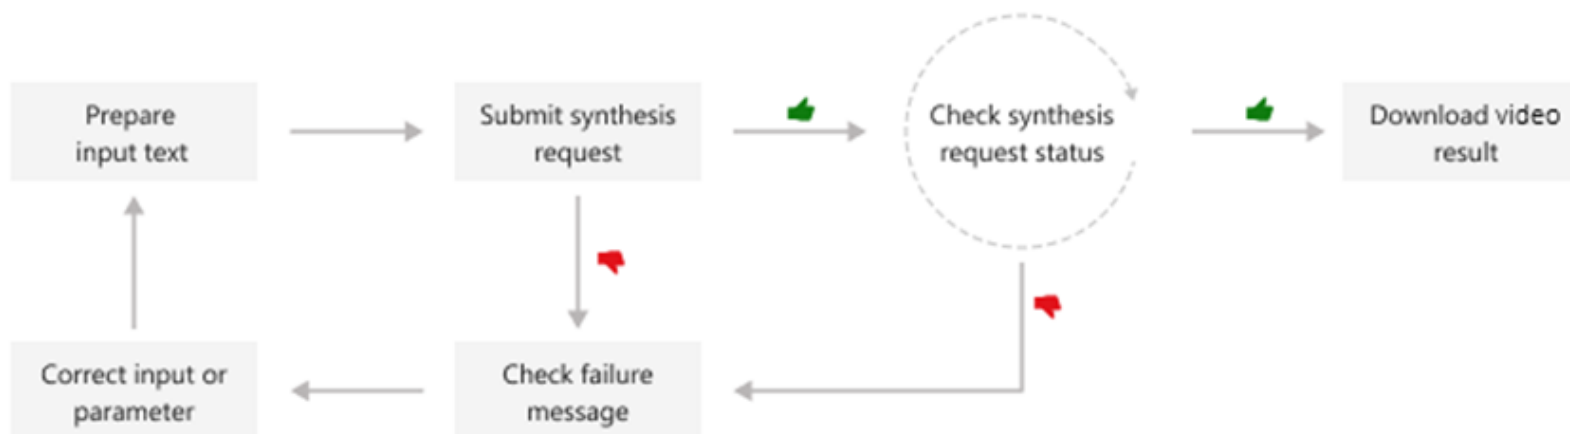 Prepare
input text
Submit synthesis
request
Check synthesis
request status
Download video
result
Correct input or
parameter
Check failure
message